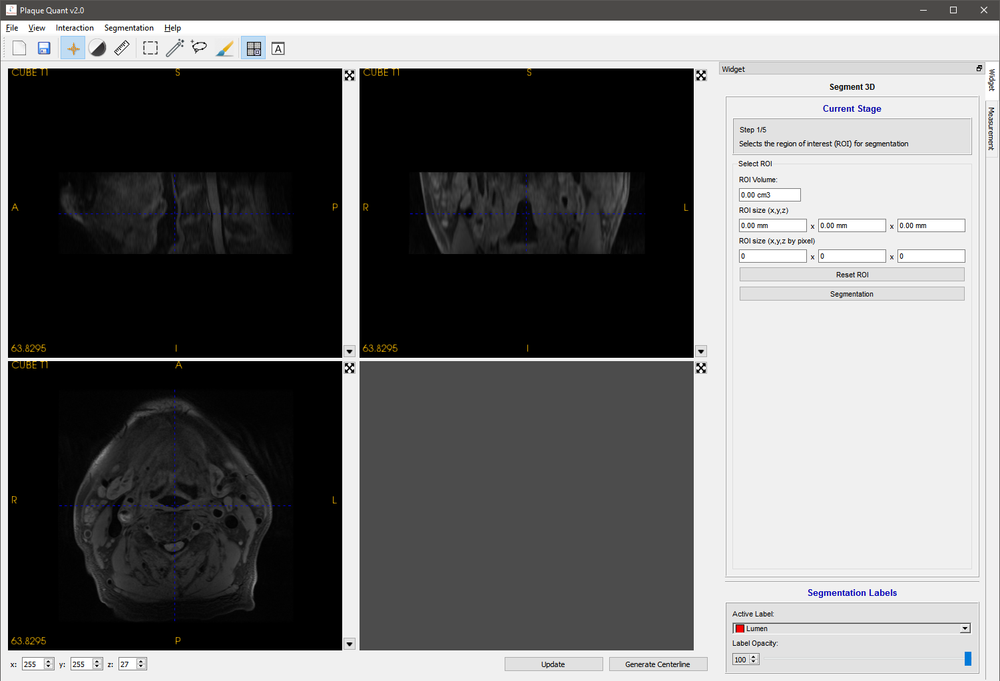 Plaque Quant v2.0
File View Interaction Segmentation Help
A
CUBE T1
S
A
P
63.8295
I
CUBE T1
S
R
L
63.8295
I
CUBE T1
A
R
L
63.8295
P
x: 255 y: 255 z: 27
Update
Generate Centerline
Widget
Segment 3D
Current Stage
Step 1/5
Selects the region of interest (ROI) for segmentation
Select ROI
ROI Volume:
0.00 cm3
ROI size (x,y,z)
0.00 mm x 0.00 mm x 0.00 mm
ROI size (x,y,z by pixel)
0 x 0 x 0
Reset ROI
Segmentation
Segmentation Labels
Active Label:
Lumen
Label Opacity:
100
Widget
Measurement